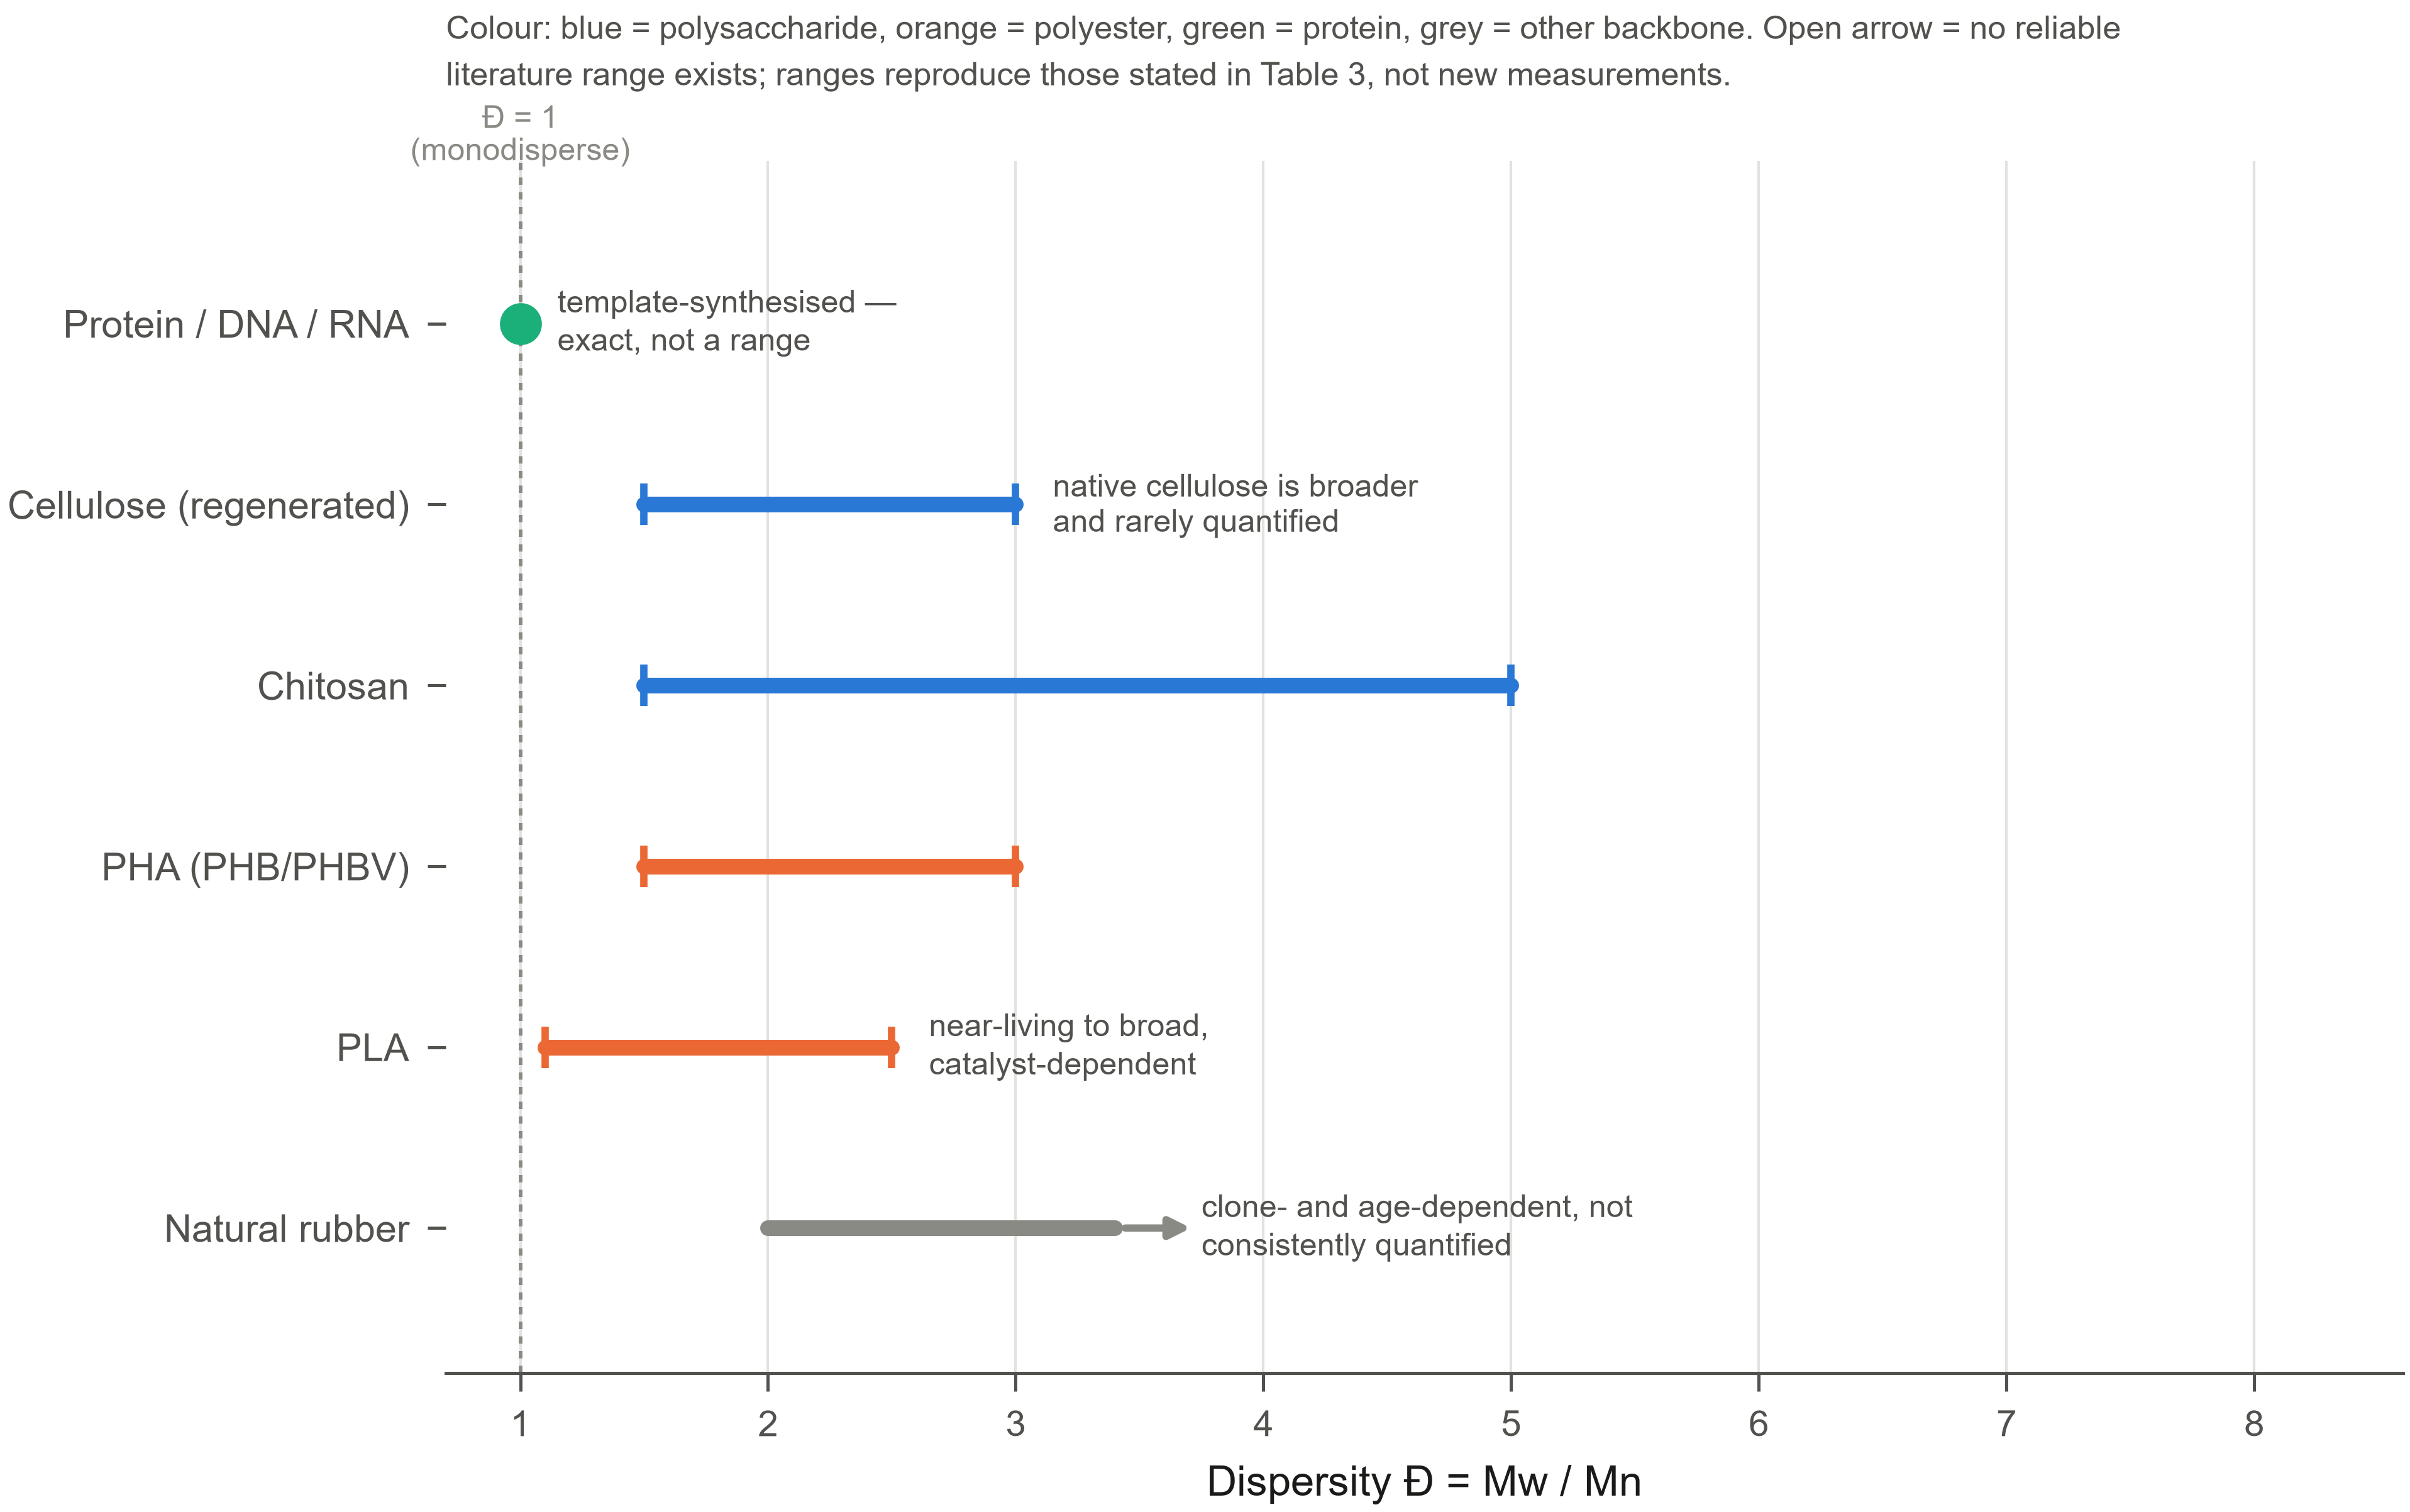 Colour: blue = polysaccharide, orange = polyester, green = protein, grey = other backbone. Open arrow = no reliable
literature range exists; ranges reproduce those stated in Table 3, not new measurements.
Đ = 1
(monodisperse)
Protein / DNA / RNA
template-synthesised —
exact, not a range
Cellulose (regenerated)
native cellulose is broader
and rarely quantified
Chitosan
PHA (PHB/PHBV)
PLA
near-living to broad,
catalyst-dependent
Natural rubber
clone- and age-dependent, not
consistently quantified
1 2 3 4 5 6 7 8
Dispersity Đ = Mw / Mn